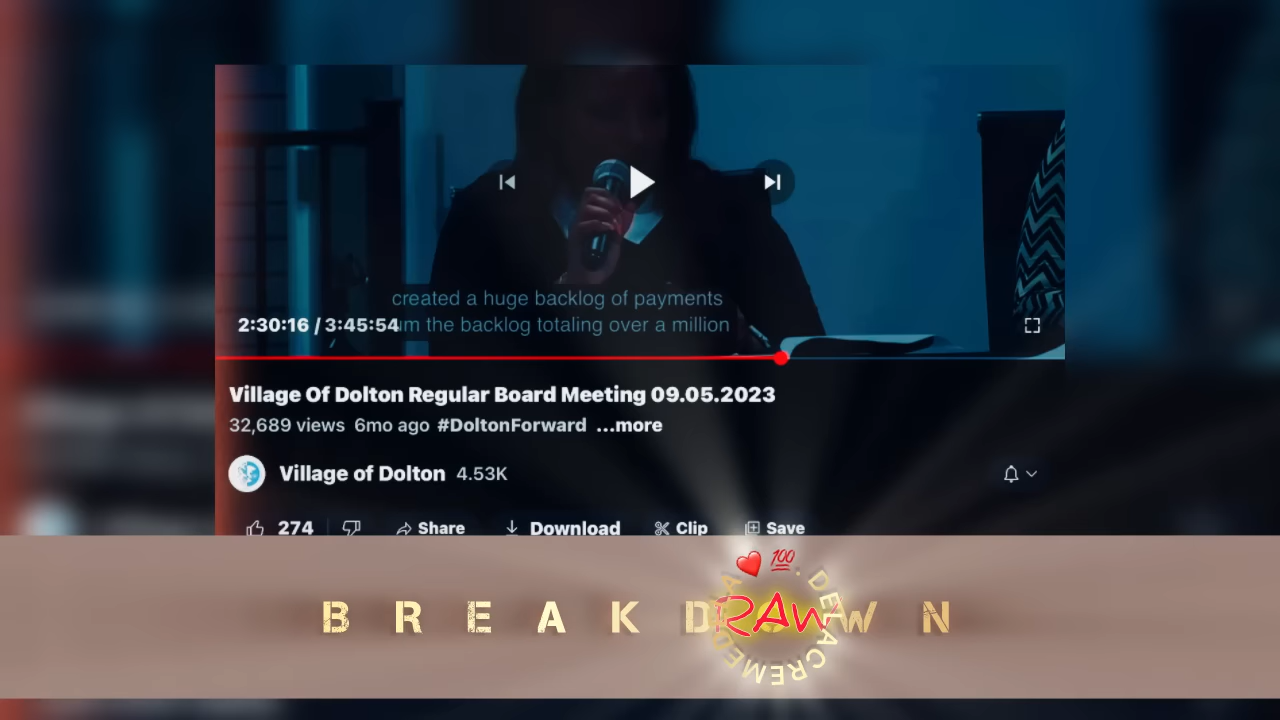 created a huge backlog of payments
the backlog totaling over a million
2:30:16 / 3:45:54
Village Of Dolton Regular Board Meeting 09.05.2023
32,689 views 6mo ago #DoltonForward ...more
Village of Dolton 4.53K
274 Share Download Clip Save
💯
BREAKDOWN
RAW
DELACREMEDIA